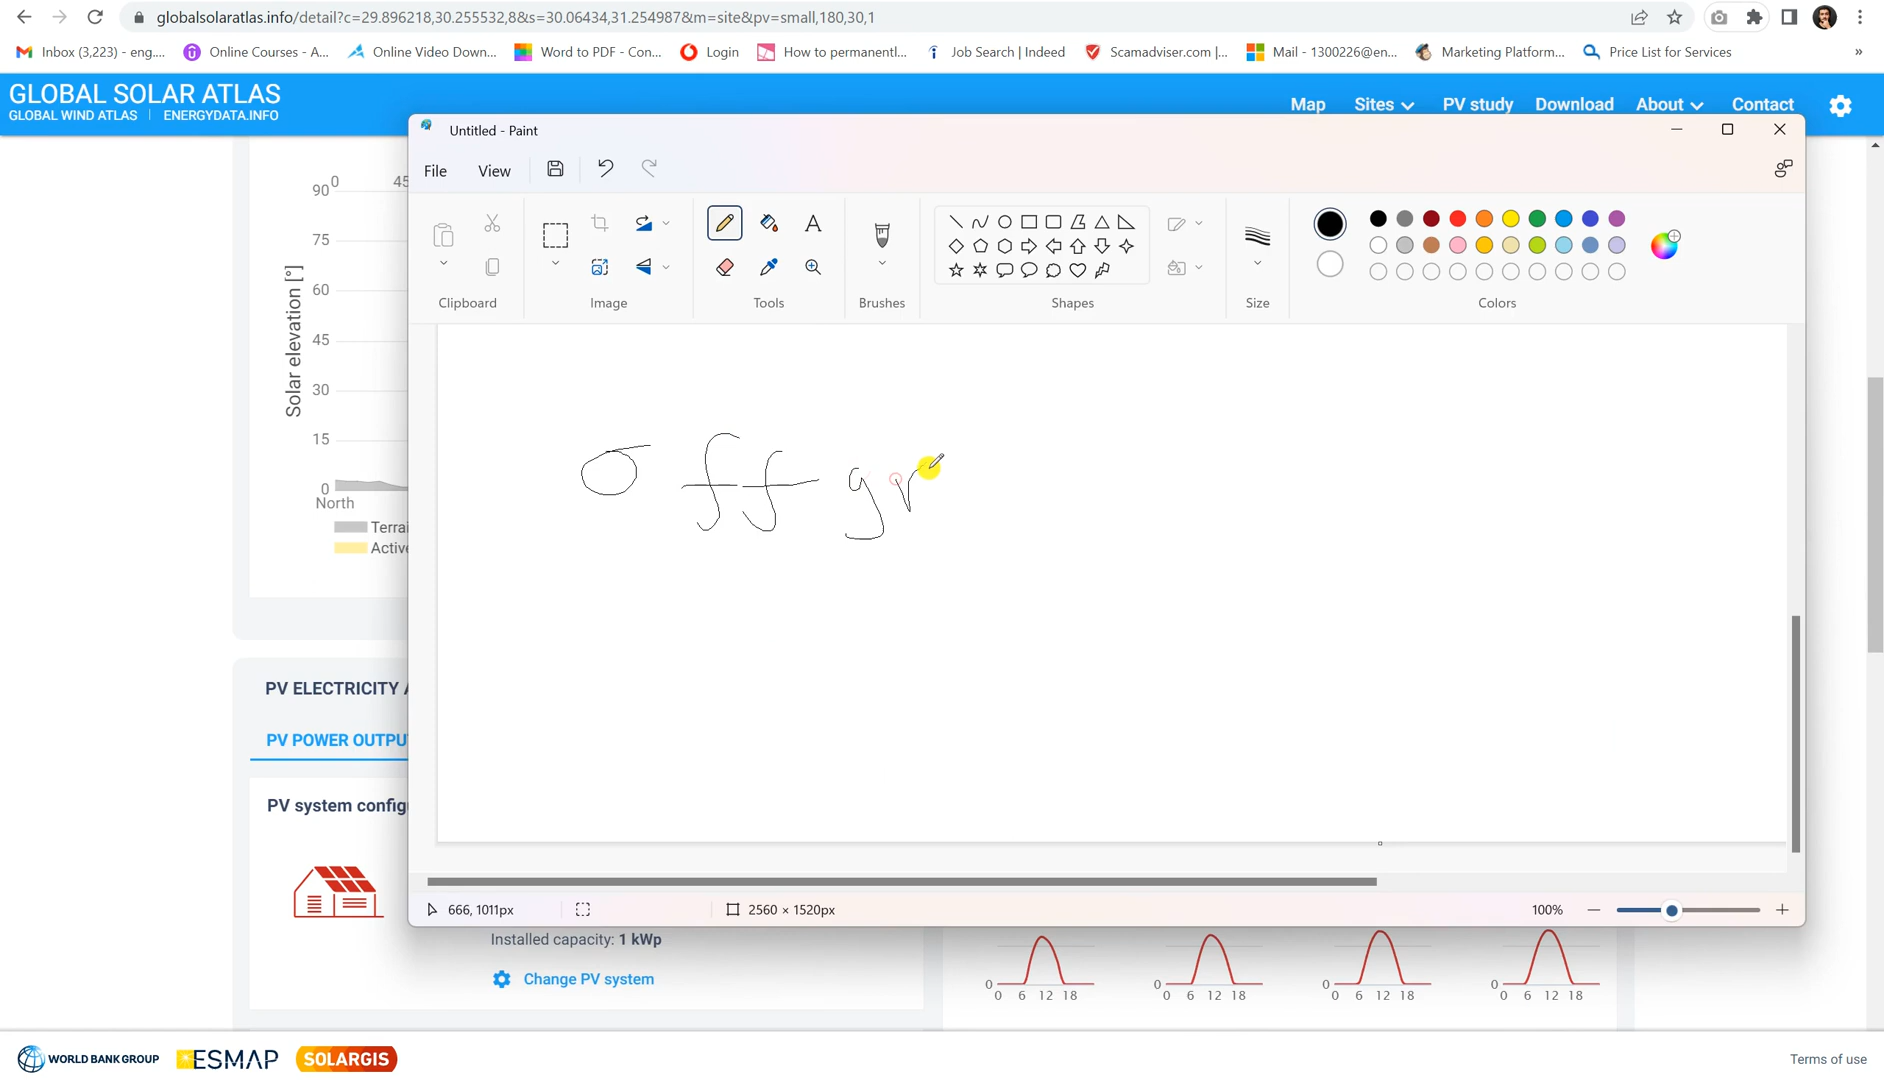 globalsolaratlas.info/detail?c=29.896218,30.255532,8&s=30.06434,31.254987&m=site&pv=small,180,30,1
Inbox (3,223) - eng....
Online Courses - A...
Online Video Down...
Word to PDF - Con...
Login
How to permanentl...
Job Search | Indeed
Scamadviser.com |...
Mail - 1300226@en...
Marketing Platform...
Price List for Services
»
GLOBAL SOLAR ATLAS
GLOBAL WIND ATLAS | ENERGYDATA.INFO
Map
Sites
PV study
Download
About
Contact
Untitled - Paint
File
View
Clipboard
Image
Tools
Brushes
Shapes
Size
Colors
0 45
90
75
60
45
30
15
0
Solar elevation [°]
North
Terrai
Active
off gr
PV ELECTRICITY A
PV POWER OUTPU
PV system config
666, 1011px
2560 × 1520px
100%
Installed capacity: 1 kWp
Change PV system
0
0 6 12 18
0
0 6 12 18
0
0 6 12 18
0
0 6 12 18
WORLD BANK GROUP
ESMAP
SOLARGIS
Terms of use